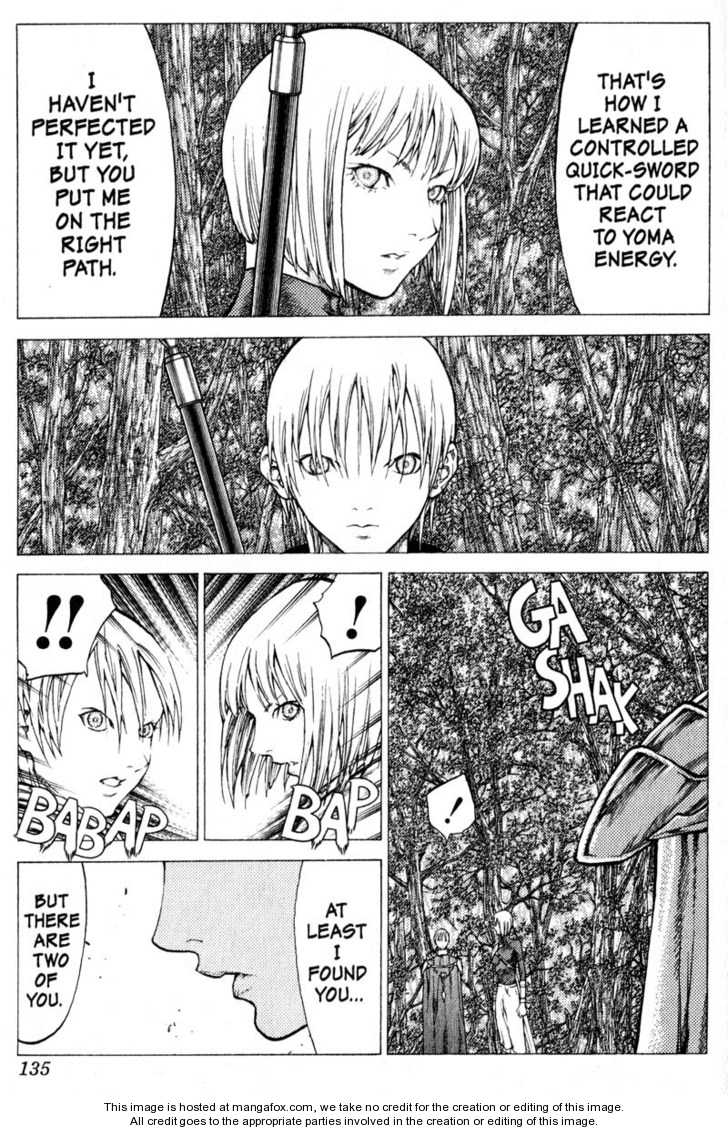 THAT'S
HOW I
LEARNED A
CONTROLLED
QUICK-SWORD
THAT COULD
REACT
TO YOMA
ENERGY.
I
HAVEN'T
PERFECTED
IT YET,
BUT YOU
PUT ME
ON THE
RIGHT
PATH.
GA
SHAK
!
!
BAP
!!
BABAP
AT
LEAST
I
FOUND
YOU...
BUT
THERE
ARE
TWO
OF
YOU.
135
This image is hosted at mangafox.com, we take no credit for the creation or editing of this image.
All credit goes to the appropriate parties involved in the creation or editing of this image.